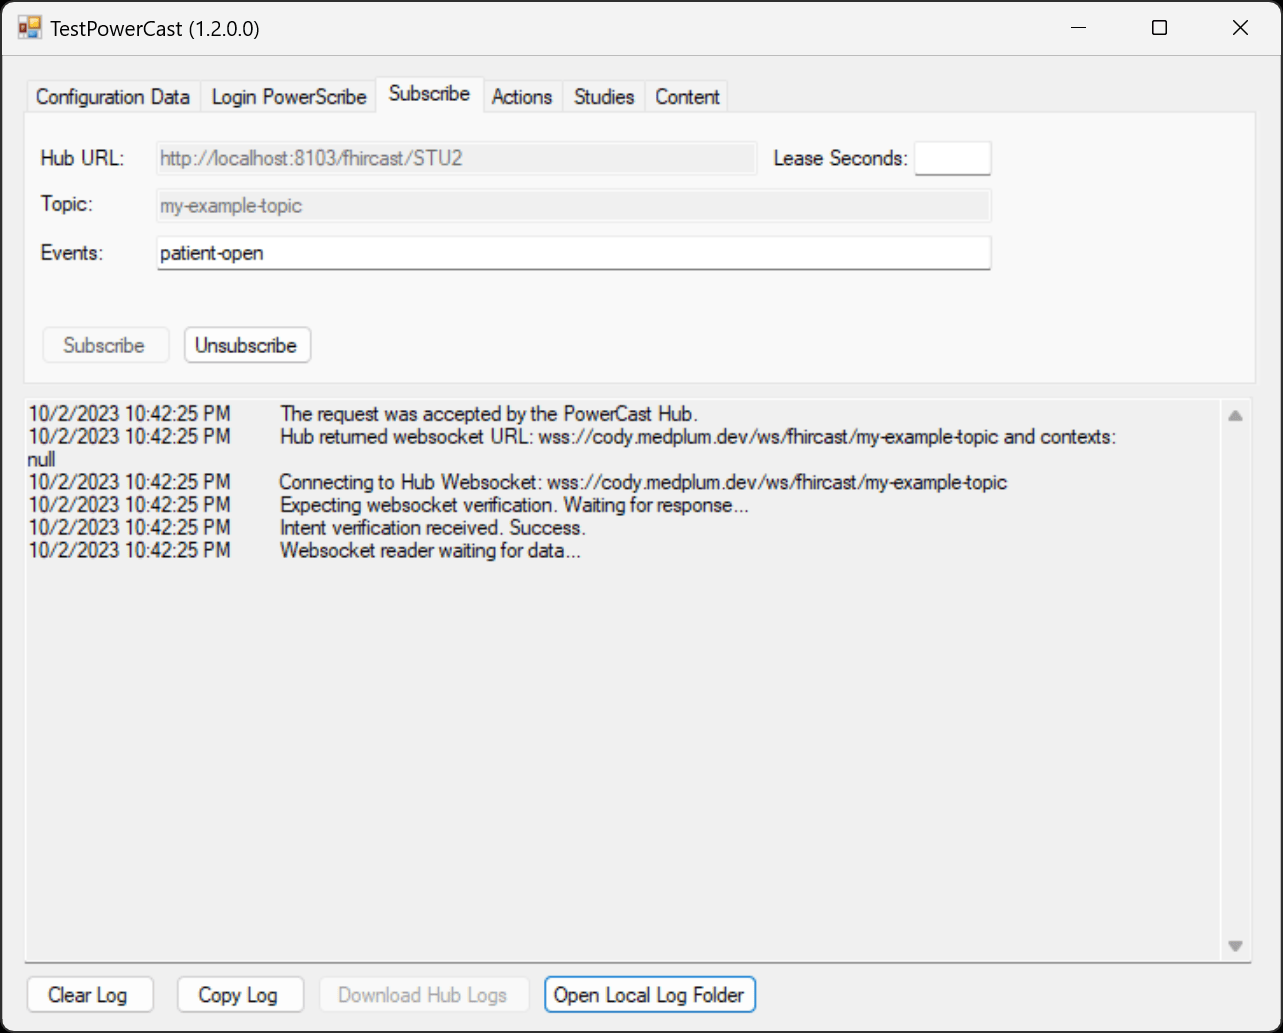 TestPowerCast (1.2.0.0)
Configuration Data Login PowerScribe Subscribe Actions Studies Content
Hub URL: http://localhost:8103/fhircast/STU2 Lease Seconds:
Topic: my-example-topic
Events: patient-open
Subscribe Unsubscribe
10/2/2023 10:42:25 PM The request was accepted by the PowerCast Hub.
10/2/2023 10:42:25 PM Hub returned websocket URL: wss://cody.medplum.dev/ws/fhircast/my-example-topic and contexts:
null
10/2/2023 10:42:25 PM Connecting to Hub Websocket: wss://cody.medplum.dev/ws/fhircast/my-example-topic
10/2/2023 10:42:25 PM Expecting websocket verification. Waiting for response...
10/2/2023 10:42:25 PM Intent verification received. Success.
10/2/2023 10:42:25 PM Websocket reader waiting for data...
Clear Log Copy Log Download Hub Logs Open Local Log Folder